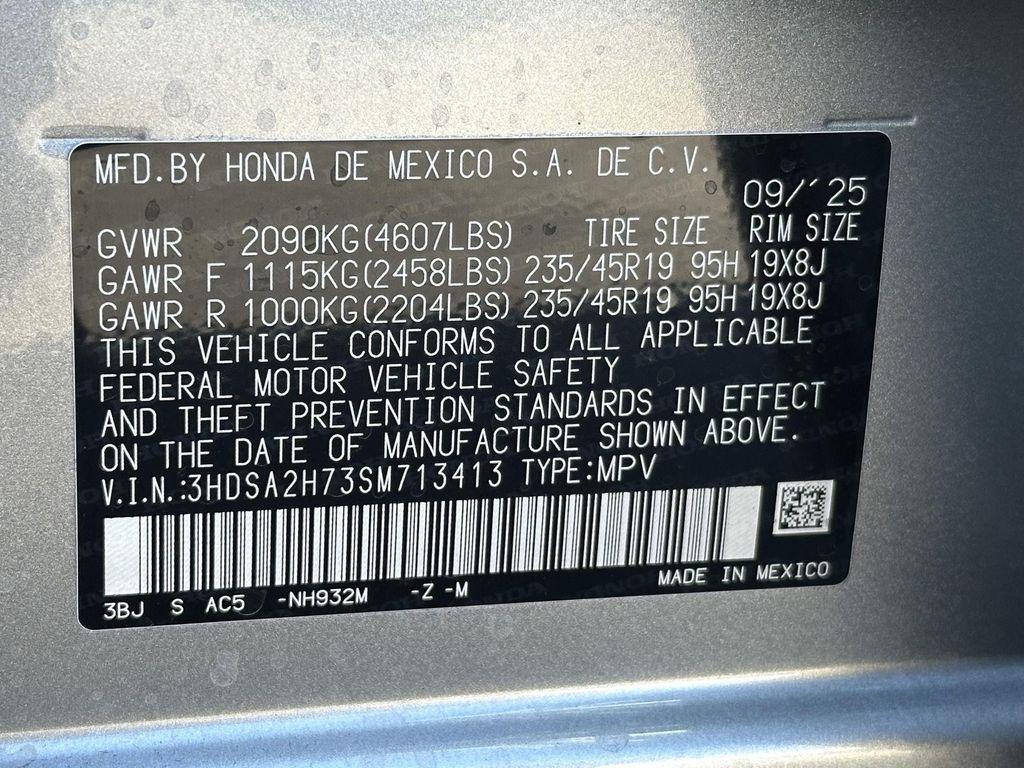 MFD.BY HONDA DE MEXICO S.A. DE C.V.
09/'25
GVWR 2090KG(4607LBS) TIRE SIZE RIM SIZE
GAWR F 1115KG(2458LBS) 235/45R19 95H 19X8J
GAWR R 1000KG(2204LBS) 235/45R19 95H 19X8J
THIS VEHICLE CONFORMS TO ALL APPLICABLE
FEDERAL MOTOR VEHICLE SAFETY
AND THEFT PREVENTION STANDARDS IN EFFECT
ON THE DATE OF MANUFACTURE SHOWN ABOVE.
V.I.N.:3HDSA2H73SM713413 TYPE:MPV
MADE IN MEXICO
3BJ S AC5 -NH932M -Z -M